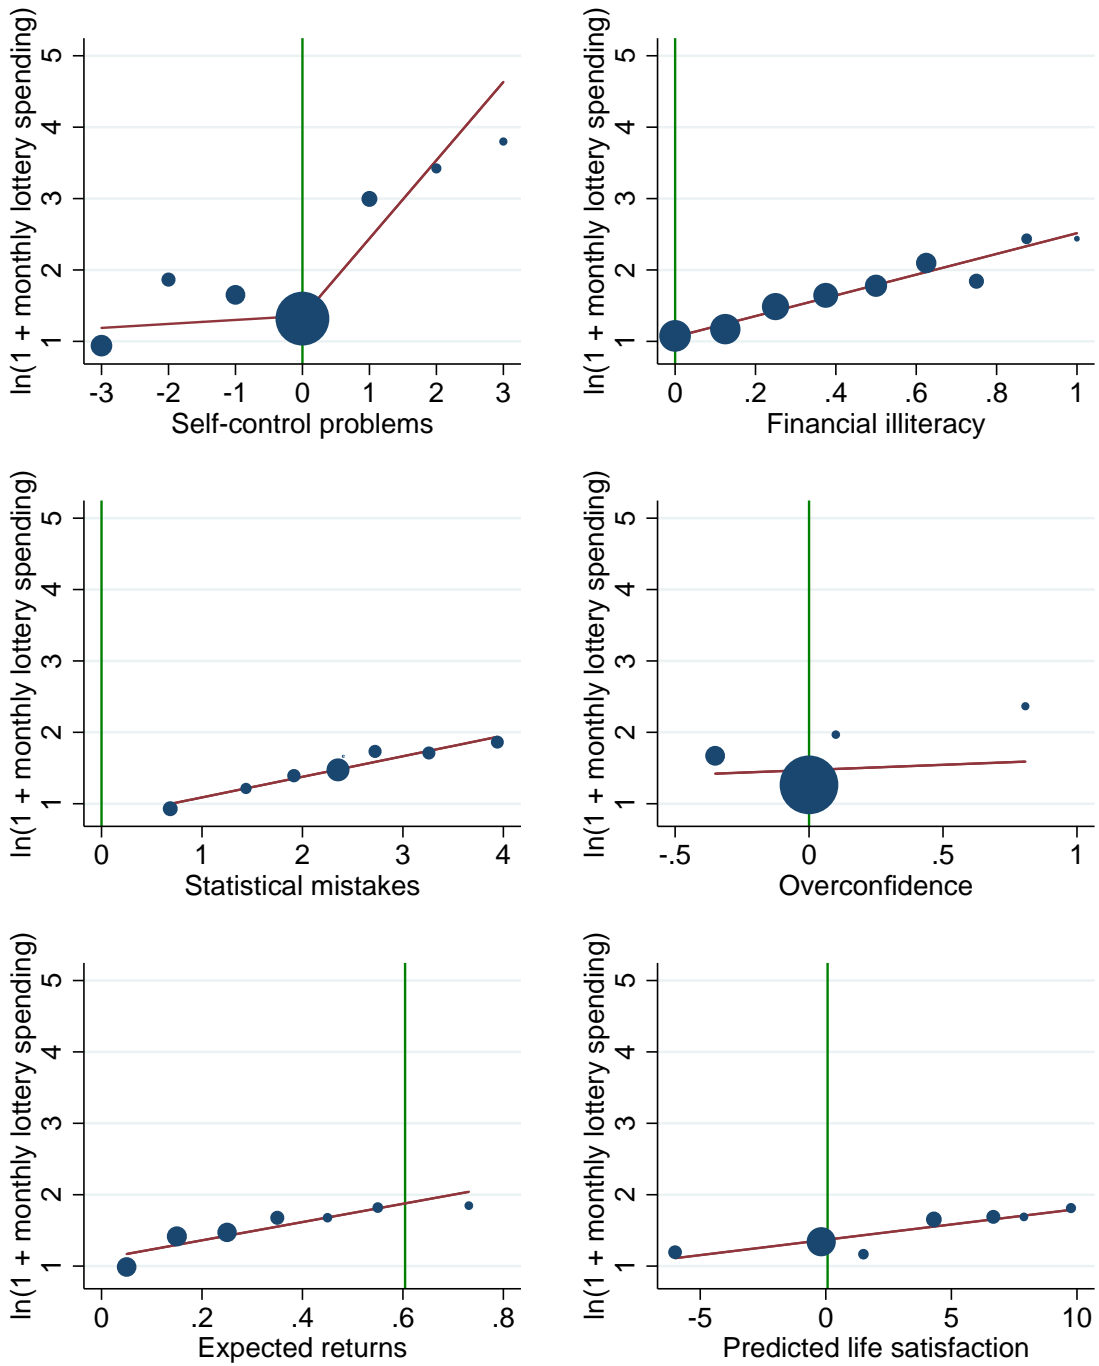 ln(1 + monthly lottery spending)
5
4
3
2
1
-3 -2 -1 0 1 2 3
Self-control problems
ln(1 + monthly lottery spending)
5
4
3
2
1
0 .2 .4 .6 .8 1
Financial illiteracy
ln(1 + monthly lottery spending)
5
4
3
2
1
0 1 2 3 4
Statistical mistakes
ln(1 + monthly lottery spending)
5
4
3
2
1
-.5 0 .5 1
Overconfidence
ln(1 + monthly lottery spending)
5
4
3
2
1
0 .2 .4 .6 .8
Expected returns
ln(1 + monthly lottery spending)
5
4
3
2
1
-5 0 5 10
Predicted life satisfaction